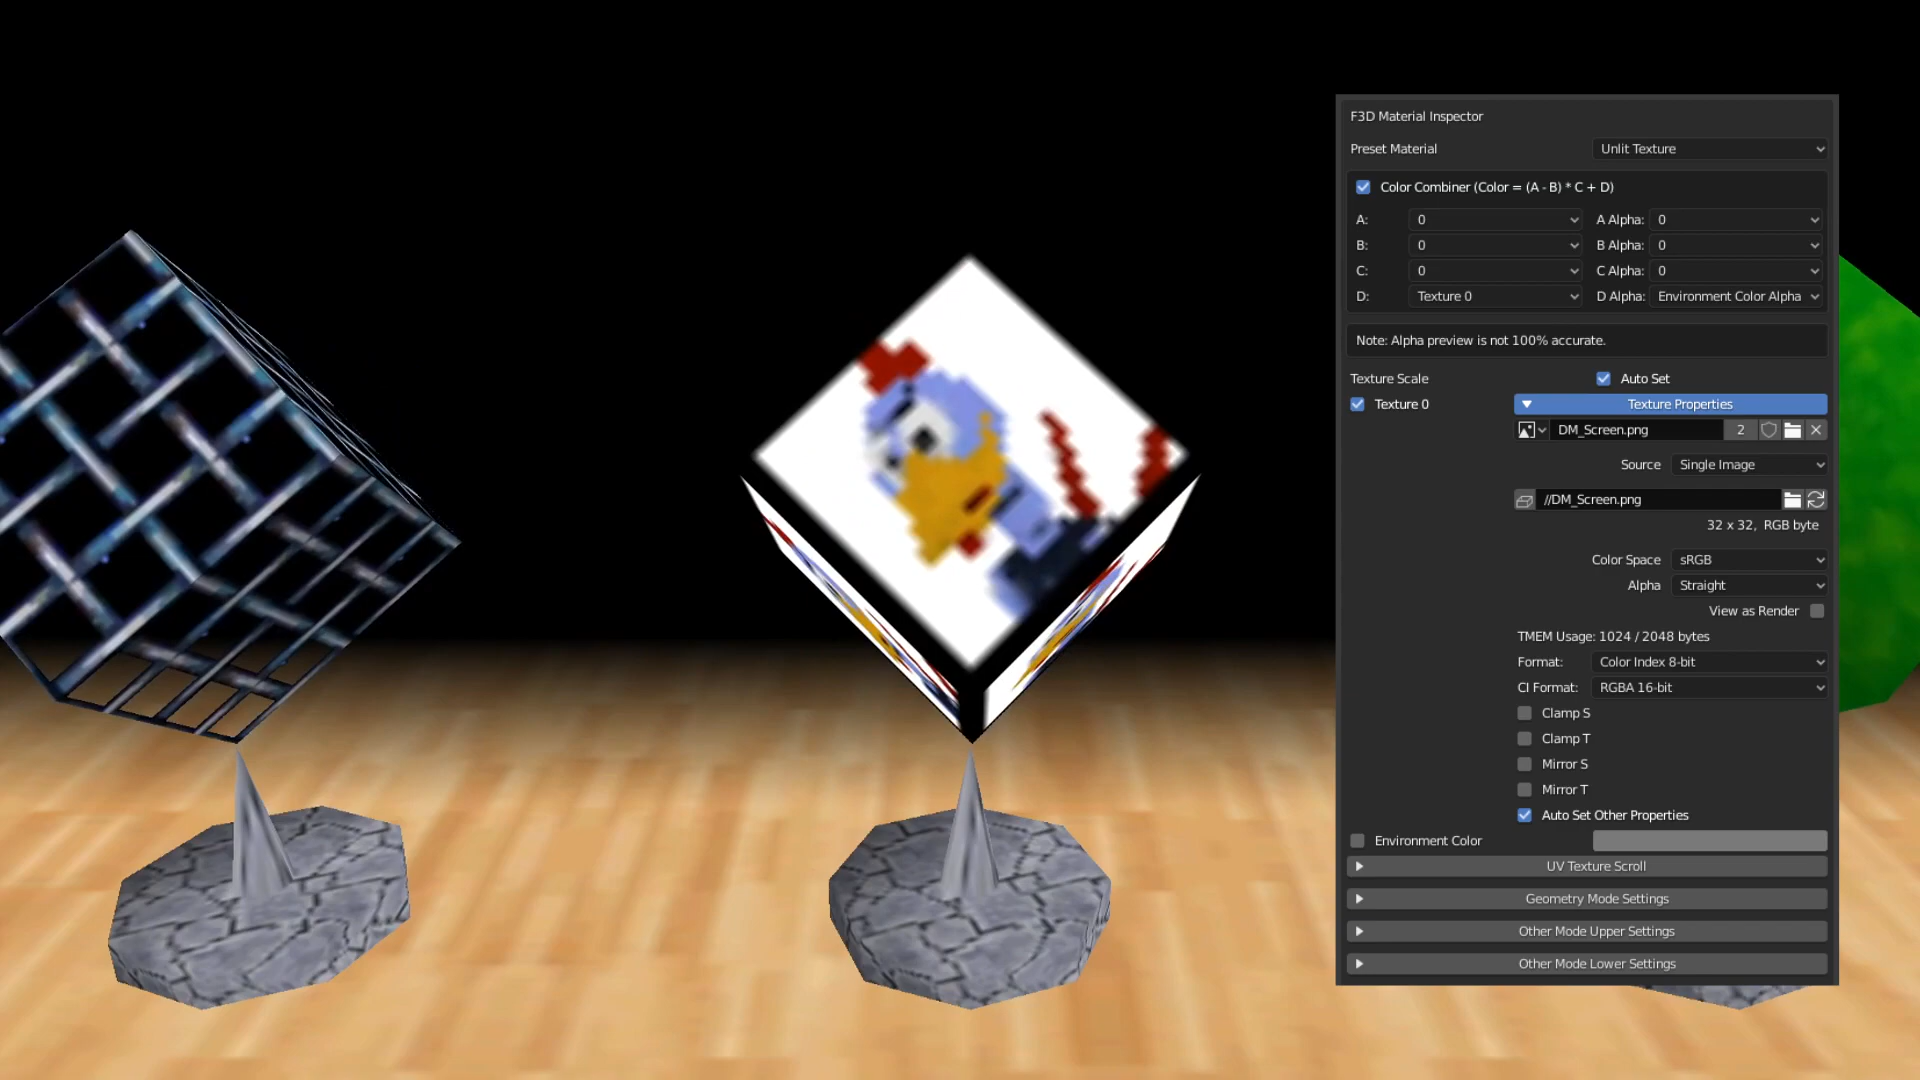 F3D Material Inspector
Preset Material Unlit Texture
Color Combiner (Color = (A - B) * C + D)
A: 0 A Alpha: 0
B: 0 B Alpha: 0
C: 0 C Alpha: 0
D: Texture 0 D Alpha: Environment Color Alpha
Note: Alpha preview is not 100% accurate.
Texture Scale Auto Set
Texture 0 Texture Properties
DM_Screen.png 2
Source Single Image
//DM_Screen.png
32 x 32, RGB byte
Color Space sRGB
Alpha Straight
View as Render
TMEM Usage: 1024 / 2048 bytes
Format: Color Index 8-bit
CI Format: RGBA 16-bit
Clamp S
Clamp T
Mirror S
Mirror T
Auto Set Other Properties
Environment Color
UV Texture Scroll
Geometry Mode Settings
Other Mode Upper Settings
Other Mode Lower Settings